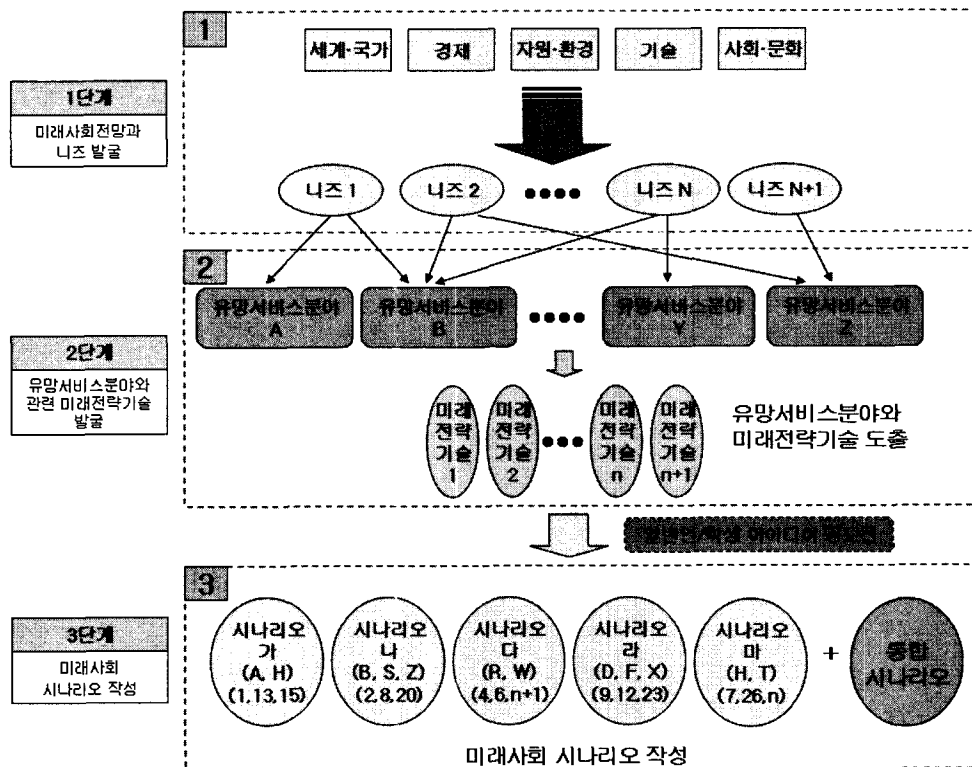 1
세계·국가 경제 자원·환경 기술 사회·문화
1단계
미래사회전망과
니즈 발굴
니즈 1 니즈 2 •••• 니즈 N 니즈 N+1
2
유망서비스분야 유망서비스분야 유망서비스분야 유망서비스분야
A B •••• Y Z
2단계
유망서비스분야와
관련 미래전략기술
발굴
미래 미래 미래 미래
전략 전략 전략 전략
기술 기술 ••• 기술 기술
1 2 n n+1
유망서비스분야와
미래전략기술 도출
아이디어
3
3단계
미래사회
시나리오 작성
시나리오 시나리오 시나리오 시나리오 시나리오
가 나 다 라 마
(A, H) (B, S, Z) (R, W) (D, F, X) (H, T)
(1,13,15) (2,8,20) (4,6,n+1) (9,12,23) (7,26,n)
+
통합
시나리오
미래사회 시나리오 작성